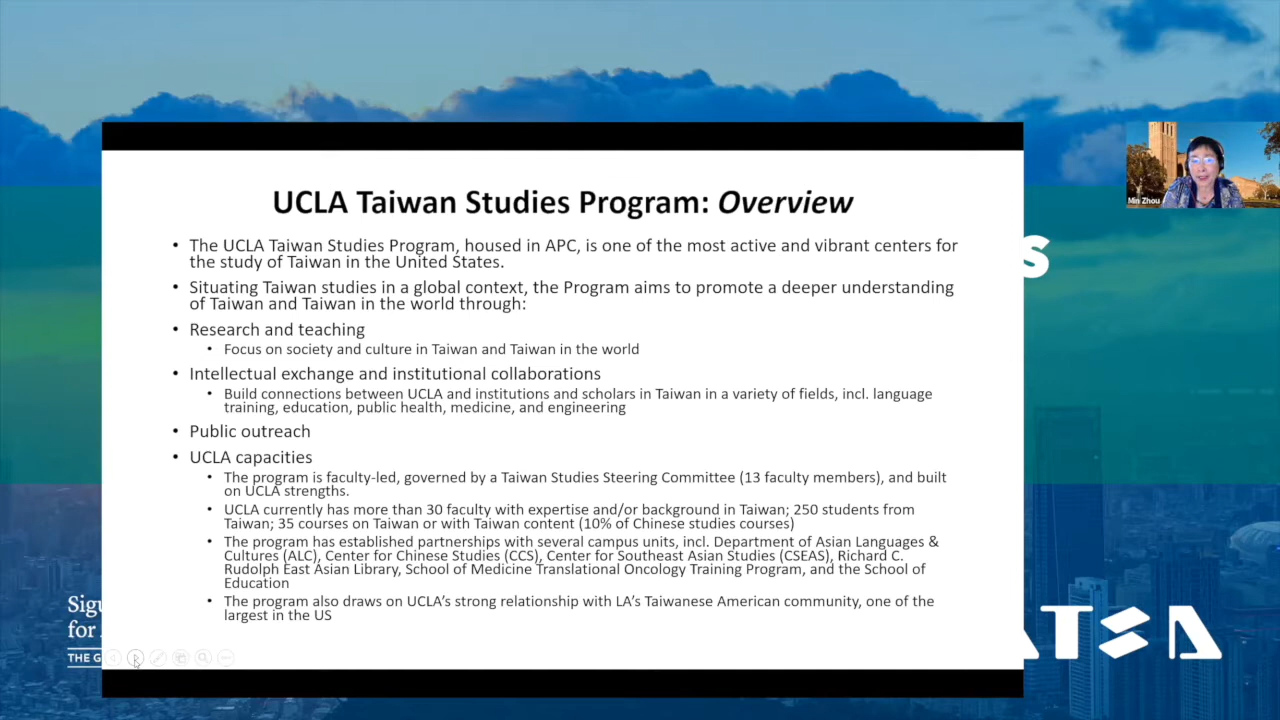 UCLA Taiwan Studies Program: Overview
• The UCLA Taiwan Studies Program, housed in APC, is one of the most active and vibrant centers for
the study of Taiwan in the United States.
• Situating Taiwan studies in a global context, the Program aims to promote a deeper understanding
of Taiwan and Taiwan in the world through:
• Research and teaching
• Focus on society and culture in Taiwan and Taiwan in the world
• Intellectual exchange and institutional collaborations
• Build connections between UCLA and institutions and scholars in Taiwan in a variety of fields, incl. language
training, education, public health, medicine, and engineering
• Public outreach
• UCLA capacities
• The program is faculty-led, governed by a Taiwan Studies Steering Committee (13 faculty members), and built
on UCLA strengths.
• UCLA currently has more than 30 faculty with expertise and/or background in Taiwan; 250 students from
Taiwan; 35 courses on Taiwan or with Taiwan content (10% of Chinese studies courses)
• The program has established partnerships with several campus units, incl. Department of Asian Languages &
Cultures (ALC), Center for Chinese Studies (CCS), Center for Southeast Asian Studies (CSEAS), Richard C.
Rudolph East Asian Library, School of Medicine Translational Oncology Training Program, and the School of
Education
• The program also draws on UCLA's strong relationship with LA's Taiwanese American community, one of the
largest in the US
Min Zhou
s
Sigu
for
THE G